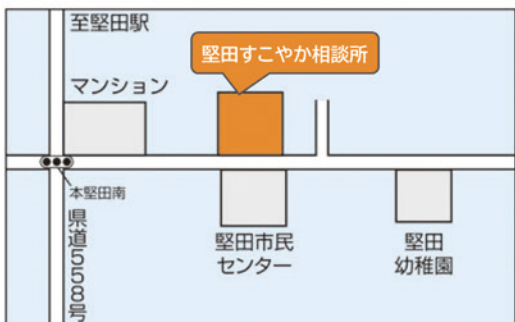 至堅田駅
堅田すこやか相談所
マンション
本堅田南
県道558号
堅田市民
センター
堅田
幼稚園